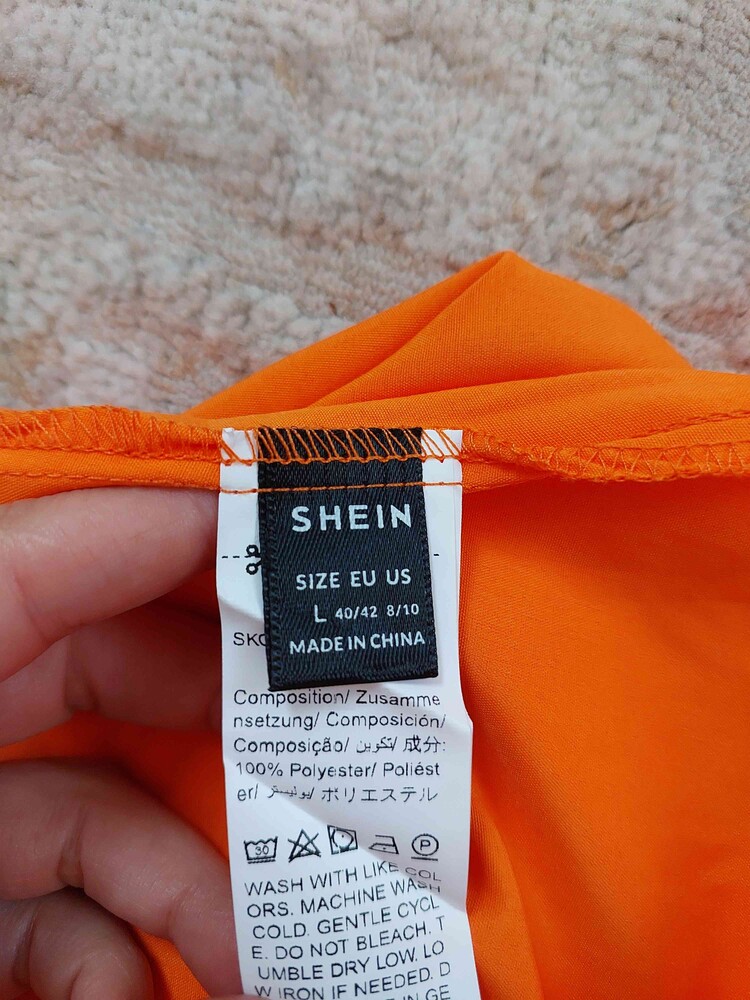 SHEIN
SIZE EU US
L 40/42 8/10
MADE IN CHINA
Composition/ Zusamme
nsetzung/ Composición/
Composição/ تكوين/ 成分:
100% Polyester/ Poliést
er/ بوليستر/ ポリエステル
30 P
WASH WITH LIKE COL
ORS. MACHINE WASH
COLD. GENTLE CYCL
E. DO NOT BLEACH. T
UMBLE DRY LOW. LO
W IRON IF NEEDED. D